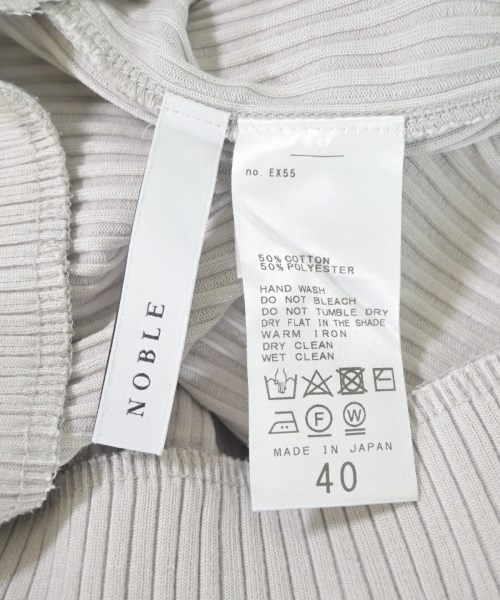 NOBLE
no. EX55
50% COTTON
50% POLYESTER
HAND WASH
DO NOT BLEACH
DO NOT TUMBLE DRY
DRY FLAT IN THE SHADE
WARM IRON
DRY CLEAN
WET CLEAN
F W
MADE IN JAPAN
40